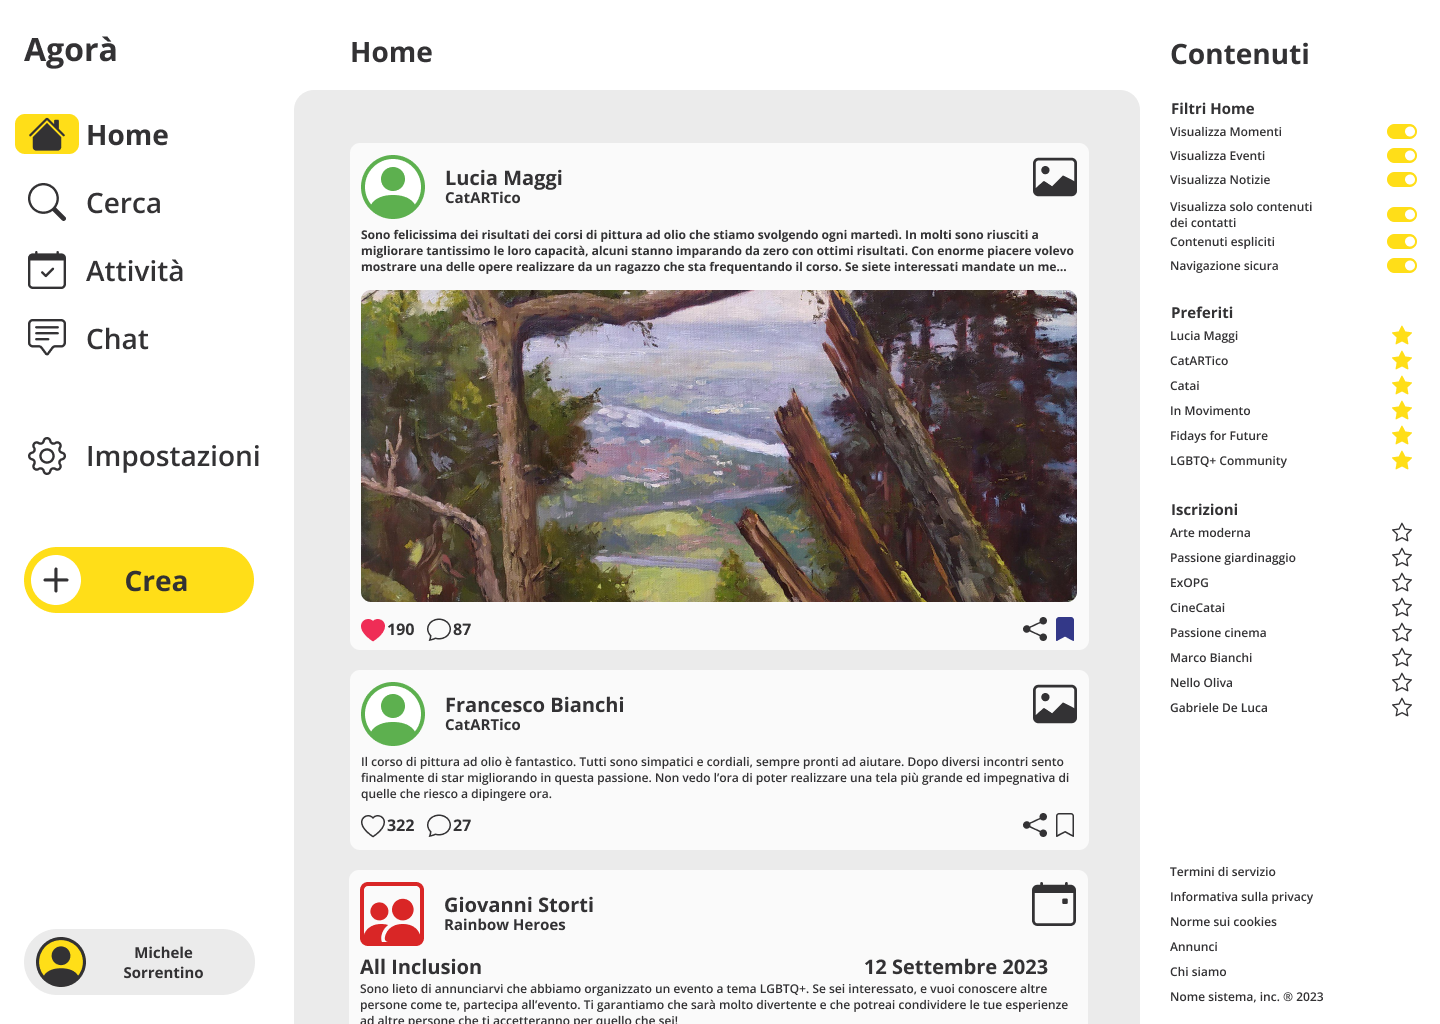 Agorà
Home
Cerca
Attività
Chat
Impostazioni
Crea
Michele
Sorrentino
Home
Lucia Maggi
CatARTico
Sono felicissima dei risultati dei corsi di pittura ad olio che stiamo svolgendo ogni martedì. In molti sono riusciti a
migliorare tantissimo le loro capacità, alcuni stanno imparando da zero con ottimi risultati. Con enorme piacere volevo
mostrare una delle opere realizzare da un ragazzo che sta frequentando il corso. Se siete interessati mandate un me...
190 87
Francesco Bianchi
CatARTico
Il corso di pittura ad olio è fantastico. Tutti sono simpatici e cordiali, sempre pronti ad aiutare. Dopo diversi incontri sento
finalmente di star migliorando in questa passione. Non vedo l'ora di poter realizzare una tela più grande ed impegnativa di
quelle che riesco a dipingere ora.
322 27
Giovanni Storti
Rainbow Heroes
All Inclusion 12 Settembre 2023
Sono lieto di annunciarvi che abbiamo organizzato un evento a tema LGBTQ+. Se sei interessato, e vuoi conoscere altre
persone come te, partecipa all'evento. Ti garantiamo che sarà molto divertente e che potreai condividere le tue esperienze
ad altre persone che ti accetteranno per quello che sei!
Contenuti
Filtri Home
Visualizza Momenti
Visualizza Eventi
Visualizza Notizie
Visualizza solo contenuti
dei contatti
Contenuti espliciti
Navigazione sicura
Preferiti
Lucia Maggi
CatARTico
Catai
In Movimento
Fidays for Future
LGBTQ+ Community
Iscrizioni
Arte moderna
Passione giardinaggio
ExOPG
CineCatai
Passione cinema
Marco Bianchi
Nello Oliva
Gabriele De Luca
Termini di servizio
Informativa sulla privacy
Norme sui cookies
Annunci
Chi siamo
Nome sistema, inc. ® 2023